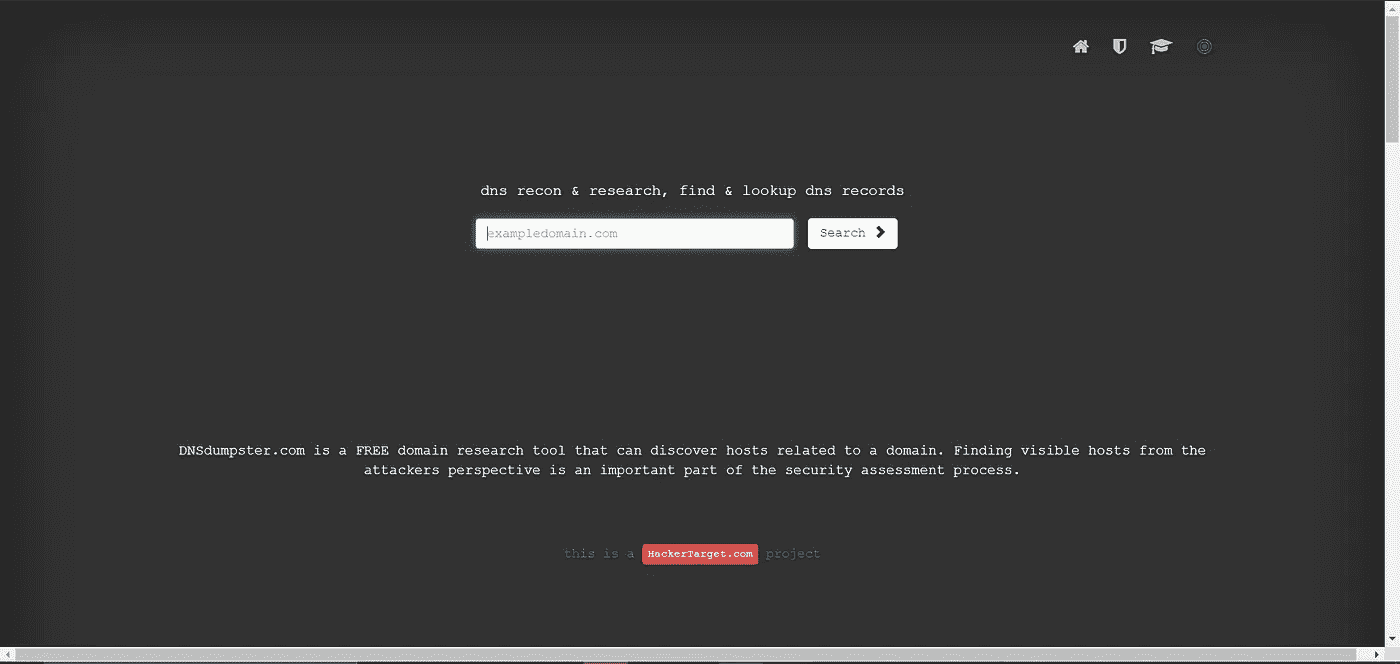 dns recon & research, find & lookup dns records
exampledomain.com
Search
DNSdumpster.com is a FREE domain research tool that can discover hosts related to a domain. Finding visible hosts from the
attackers perspective is an important part of the security assessment process.
this is a HackerTarget.com project